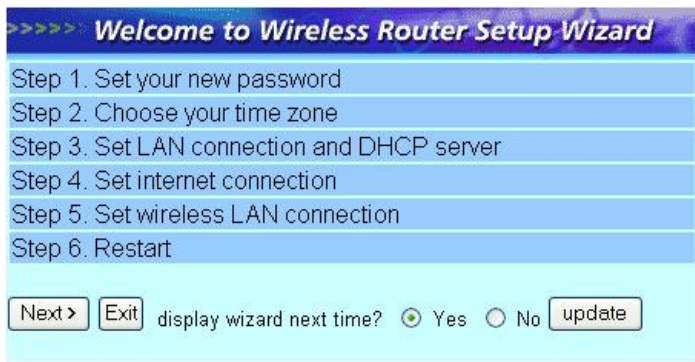 >>>>> Welcome to Wireless Router Setup Wizard
Step 1. Set your new password
Step 2. Choose your time zone
Step 3. Set LAN connection and DHCP server
Step 4. Set internet connection
Step 5. Set wireless LAN connection
Step 6. Restart
Next > Exit display wizard next time? Yes No update